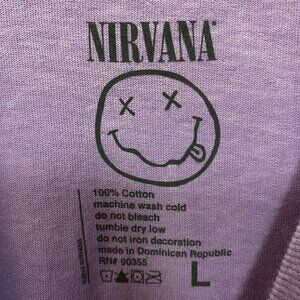 NIRVANA
100% Cotton
machine wash cold
do not bleach
tumble dry low
do not iron decoration
made in Dominican Republic
RN# 90355
L